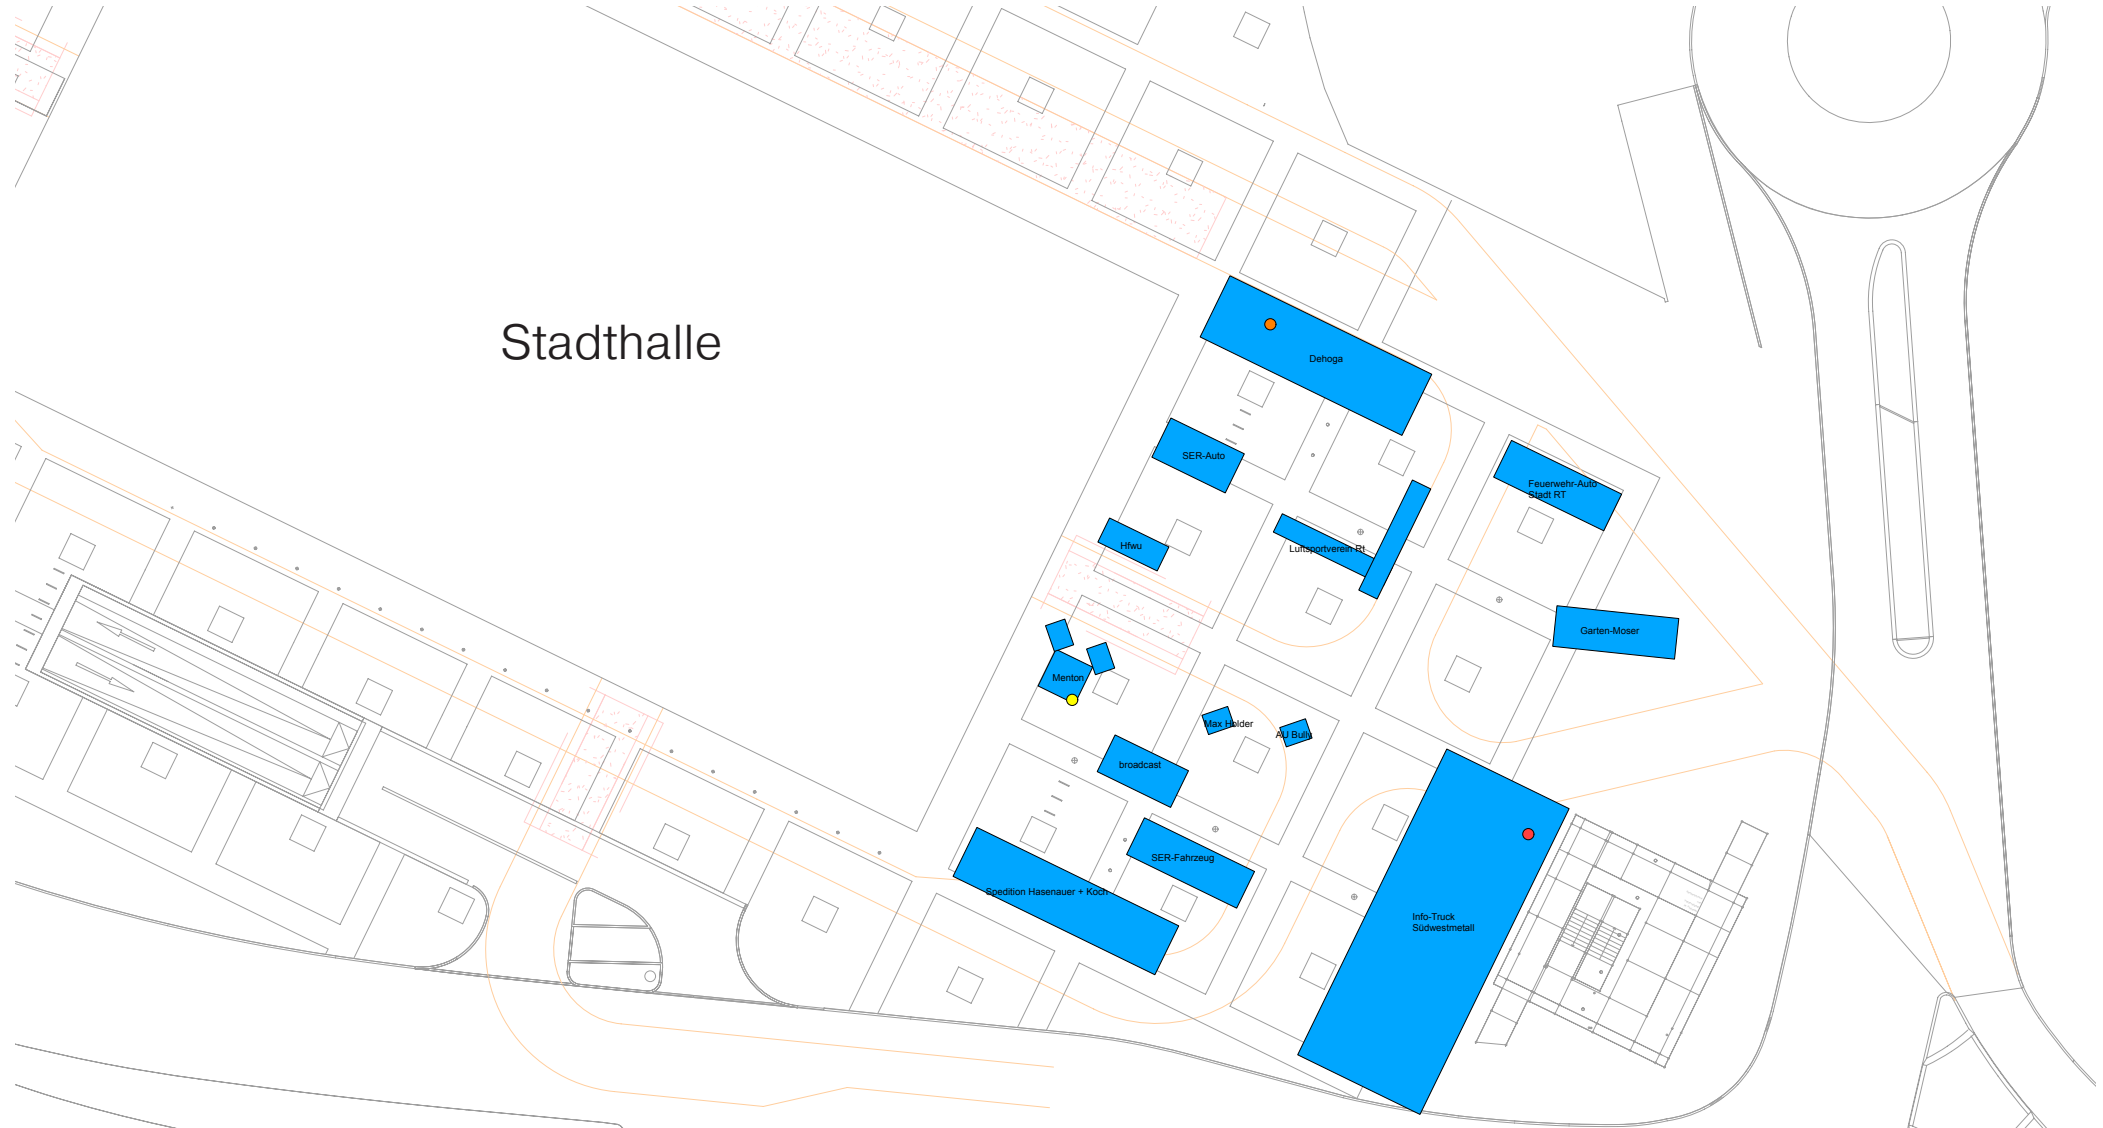 Stadthalle
Dehoga
SER-Auto
Feuerwehr-Auto
Stadt RT
Hfwu
Luftsportverein Rt
Garten-Moser
Menton
Max Holder
AU Bully
broadcast
SER-Fahrzeug
Spedition Hasenauer + Koch
Info-Truck
Südwestmetall